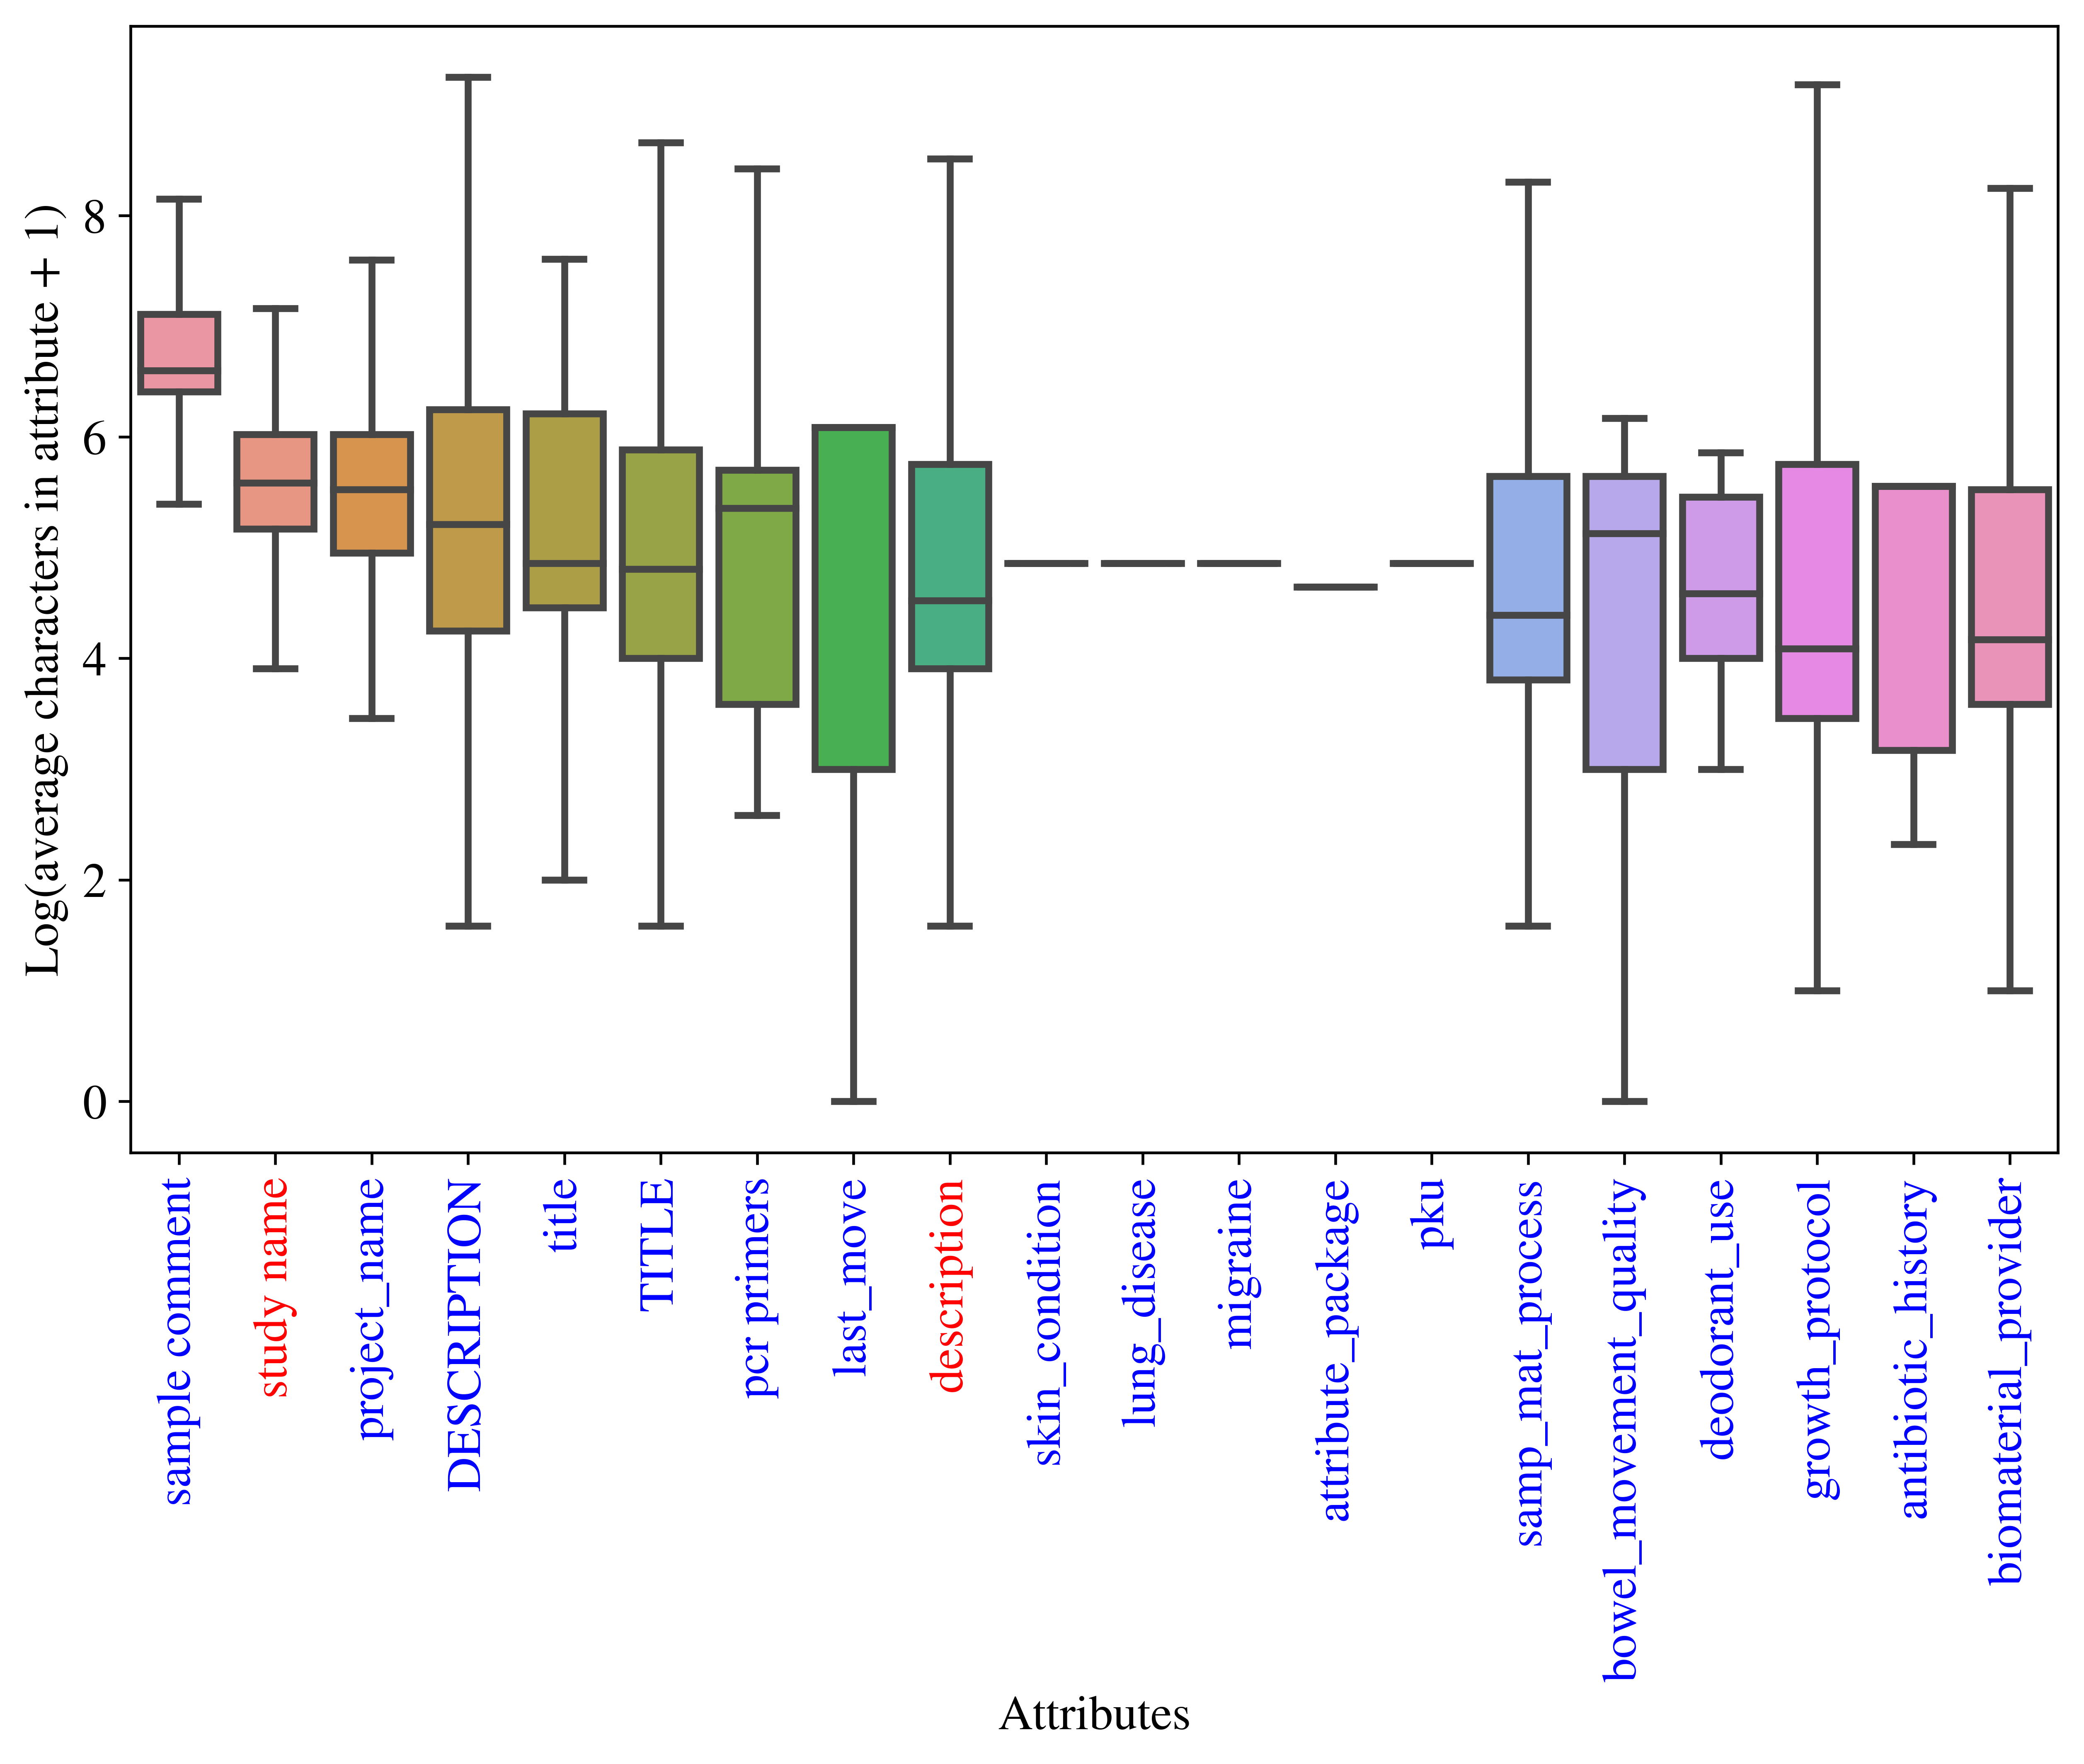 Log(average characters in attribute + 1)
8
6
4
2
0
sample comment
study name
project_name
DESCRIPTION
title
TITLE
pcr primers
last_move
description
skin_condition
lung_disease
migraine
attribute_package
pku
samp_mat_process
bowel_movement_quality
deodorant_use
growth_protocol
antibiotic_history
biomaterial_provider
Attributes